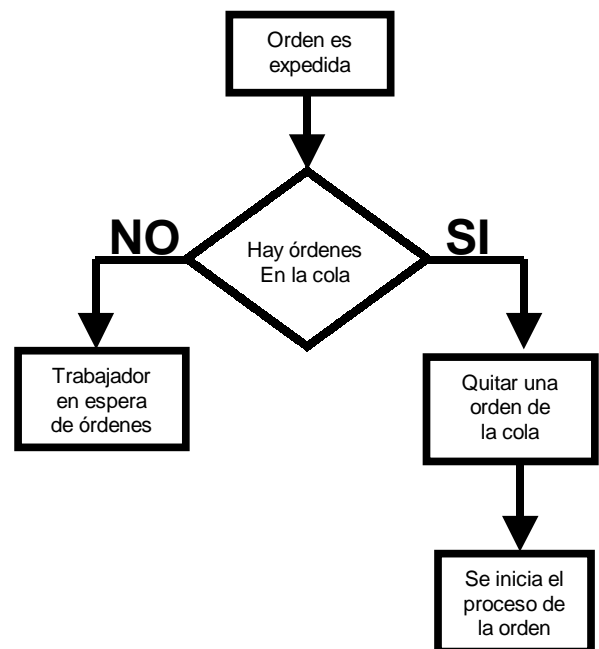 Orden es
expedida
NO
SI
Hay órdenes
En la cola
Trabajador
en espera
de órdenes
Quitar una
orden de
la cola
Se inicia el
proceso de
la orden